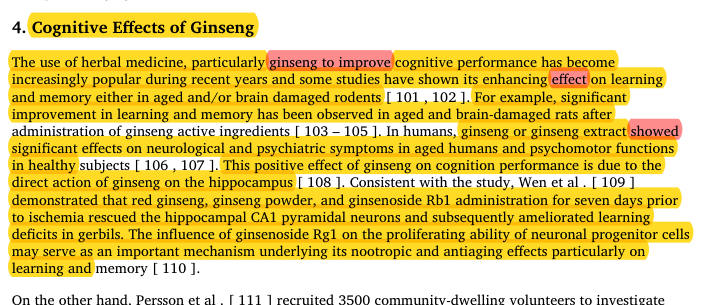 4. Cognitive Effects of Ginseng
The use of herbal medicine, particularly ginseng to improve cognitive performance has become
increasingly popular during recent years and some studies have shown its enhancing effect on learning
and memory either in aged and/or brain damaged rodents [ 101 , 102 ]. For example, significant
improvement in learning and memory has been observed in aged and brain-damaged rats after
administration of ginseng active ingredients [ 103 – 105 ]. In humans, ginseng or ginseng extract showed
significant effects on neurological and psychiatric symptoms in aged humans and psychomotor functions
in healthy subjects [ 106 , 107 ]. This positive effect of ginseng on cognition performance is due to the
direct action of ginseng on the hippocampus [ 108 ]. Consistent with the study, Wen et al . [ 109 ]
demonstrated that red ginseng, ginseng powder, and ginsenoside Rb1 administration for seven days prior
to ischemia rescued the hippocampal CA1 pyramidal neurons and subsequently ameliorated learning
deficits in gerbils. The influence of ginsenoside Rg1 on the proliferating ability of neuronal progenitor cells
may serve as an important mechanism underlying its nootropic and antiaging effects particularly on
learning and memory [ 110 ].
On the other hand, Persson et al . [ 111 ] recruited 3500 community-dwelling volunteers to investigate